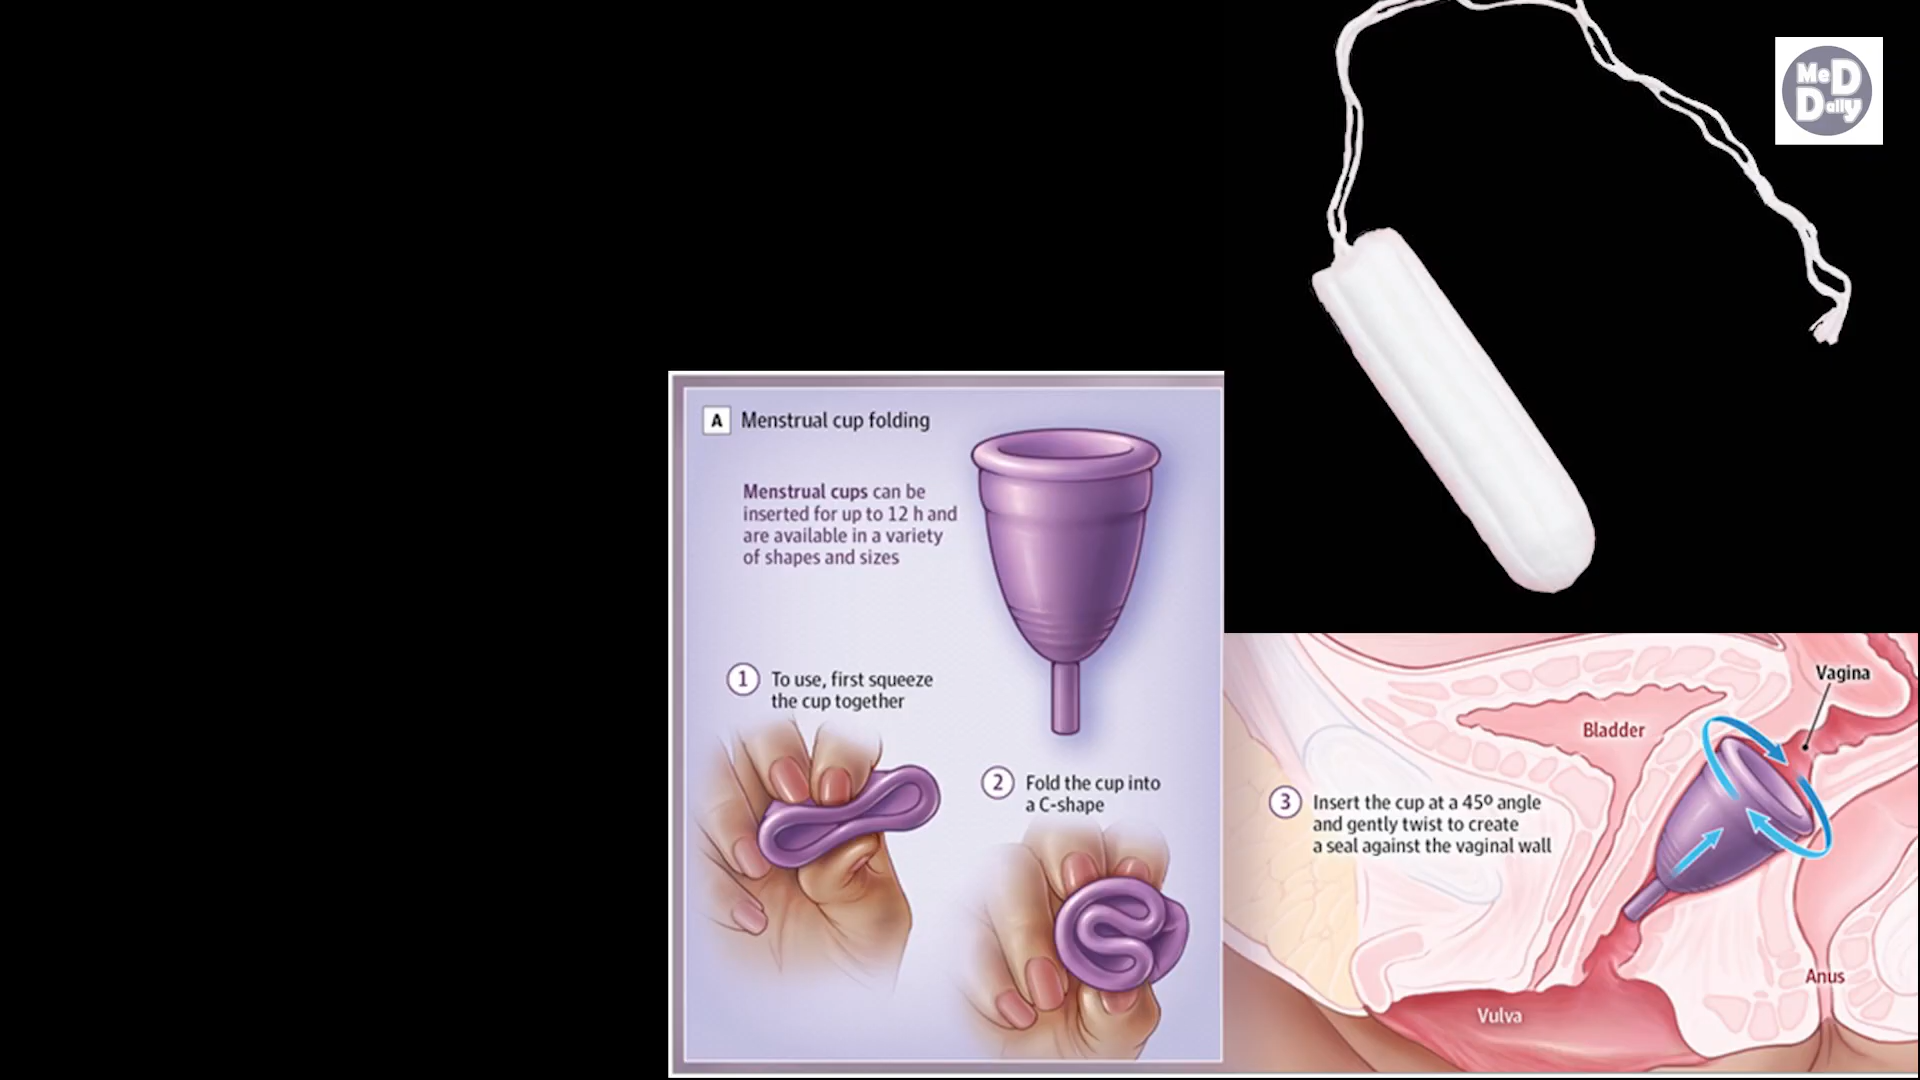 MeD
Daily
A Menstrual cup folding
Menstrual cups can be
inserted for up to 12 h and
are available in a variety
of shapes and sizes
1 To use, first squeeze
the cup together
2 Fold the cup into
a C-shape
3 Insert the cup at a 45º angle
and gently twist to create
a seal against the vaginal wall
Vagina
Bladder
Anus
Vulva